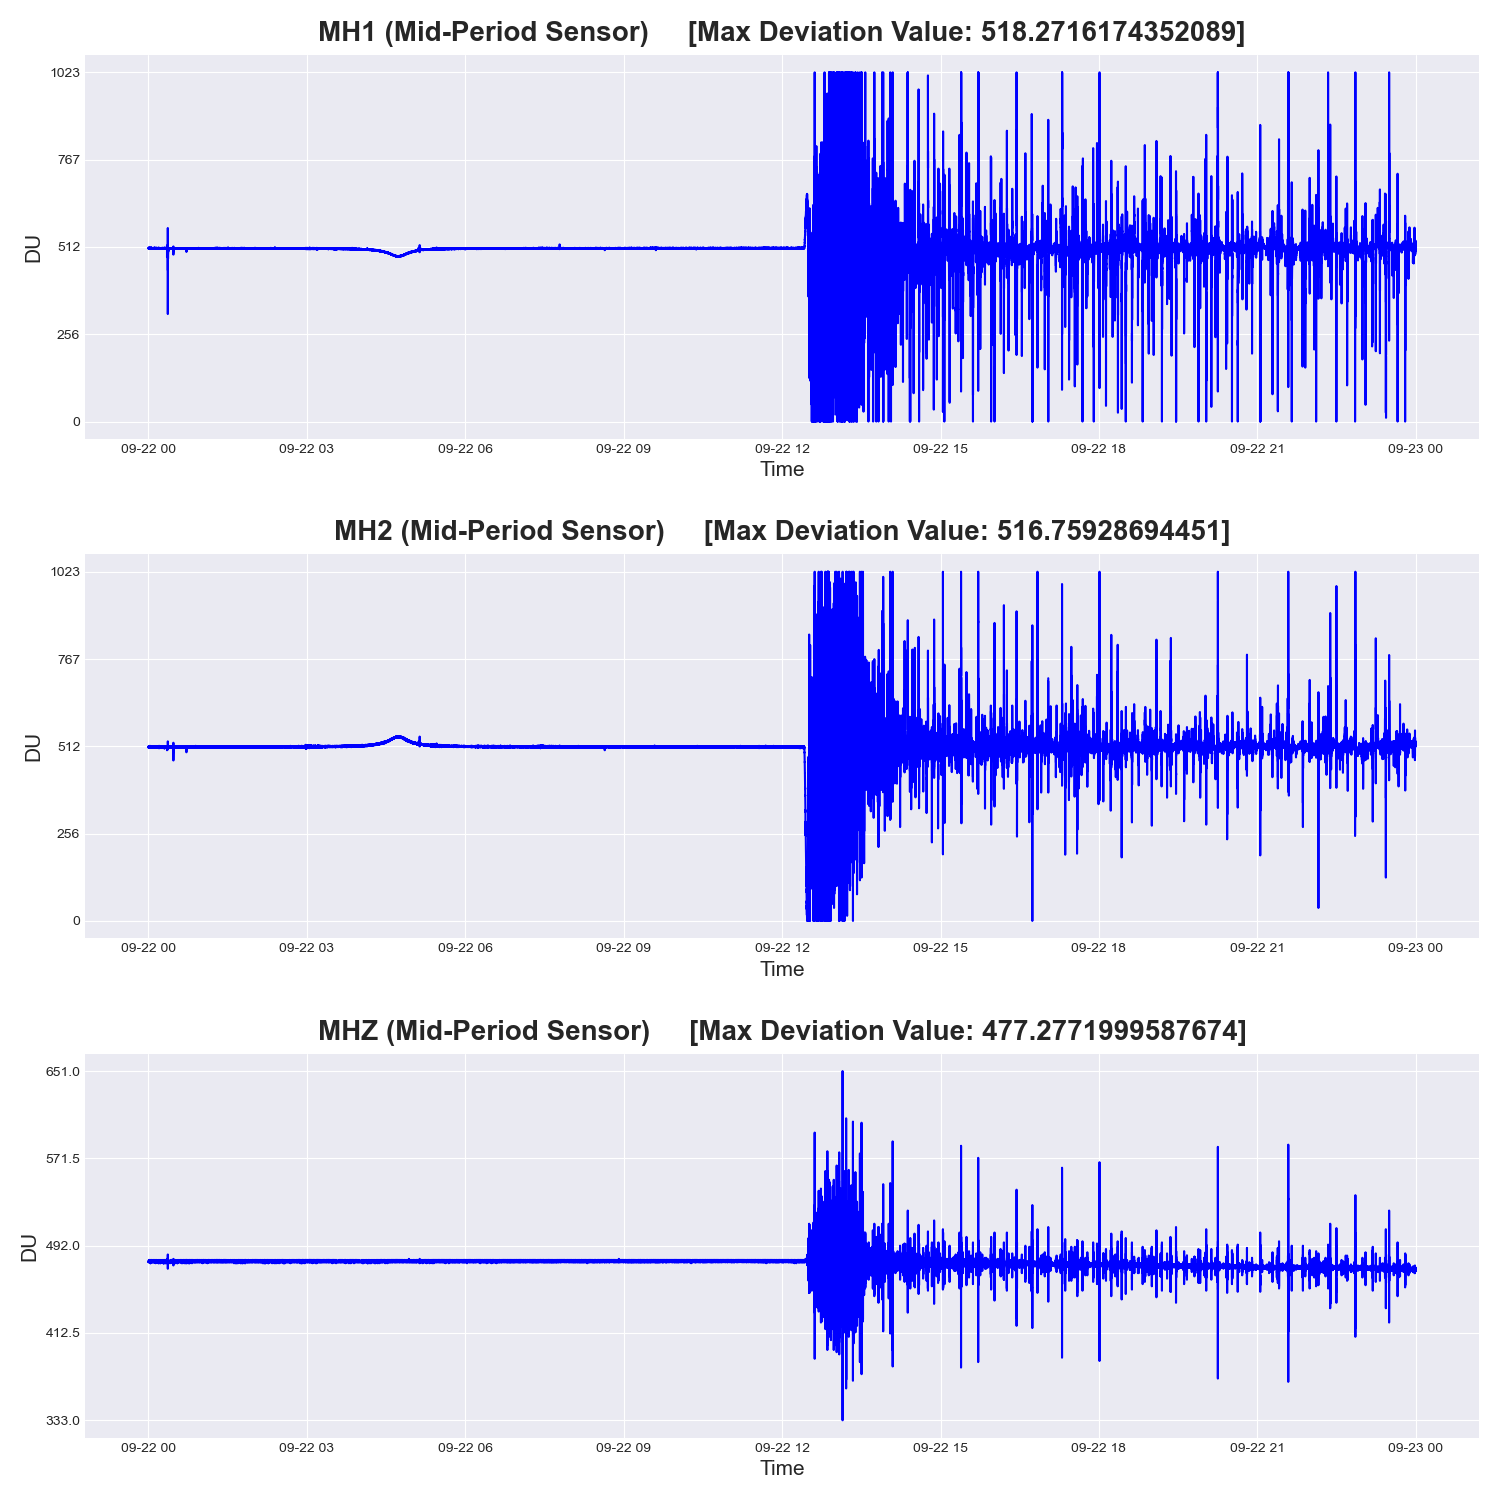 MH1 (Mid-Period Sensor) [Max Deviation Value: 518.2716174352089]
1023
767
512
256
0
DU
09-22 00 09-22 03 09-22 06 09-22 09 09-22 12 09-22 15 09-22 18 09-22 21 09-23 00
Time
MH2 (Mid-Period Sensor) [Max Deviation Value: 516.75928694451]
1023
767
512
256
0
DU
09-22 00 09-22 03 09-22 06 09-22 09 09-22 12 09-22 15 09-22 18 09-22 21 09-23 00
Time
MHZ (Mid-Period Sensor) [Max Deviation Value: 477.2771999587674]
651.0
571.5
492.0
412.5
333.0
DU
09-22 00 09-22 03 09-22 06 09-22 09 09-22 12 09-22 15 09-22 18 09-22 21 09-23 00
Time